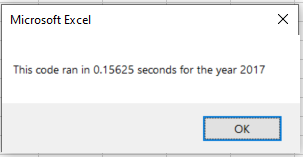 Microsoft Excel
This code ran in 0.15625 seconds for the year 2017
OK